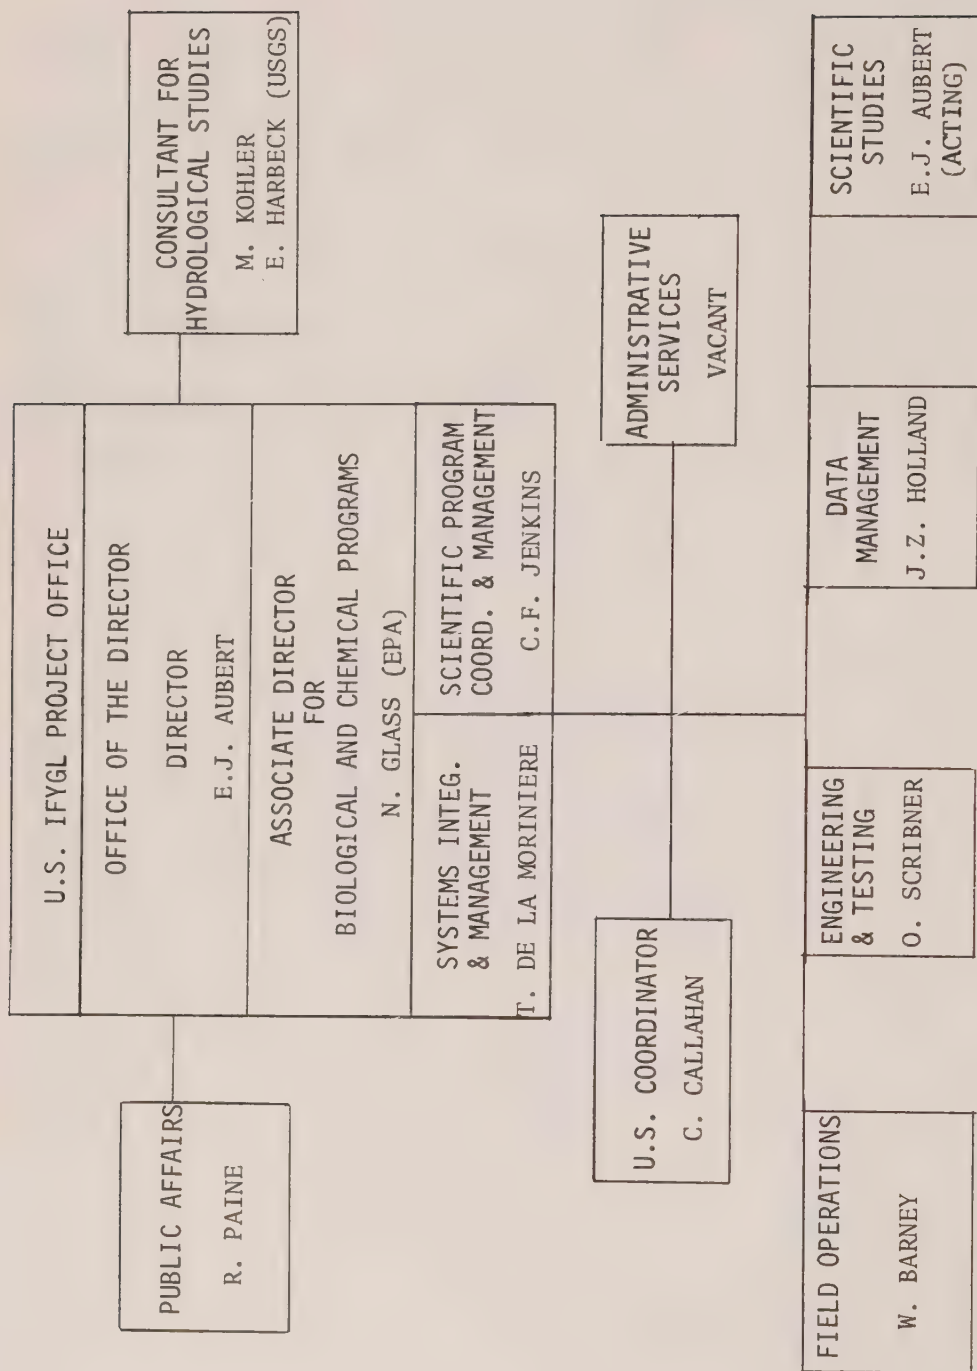 U.S. IFYGL PROJECT OFFICE
OFFICE OF THE DIRECTOR
DIRECTOR
E.J. AUBERT
PUBLIC AFFAIRS
R. PAINE
CONSULTANT FOR
HYDROLOGICAL STUDIES
M. KOHLER
E. HARBECK (USGS)
ASSOCIATE DIRECTOR
FOR
BIOLOGICAL AND CHEMICAL PROGRAMS
N. GLASS (EPA)
SYSTEMS INTEG.
& MANAGEMENT
T. DE LA MORINIERE
SCIENTIFIC PROGRAM
COORD. & MANAGEMENT
C.F. JENKINS
U.S. COORDINATOR
C. CALLAHAN
ADMINISTRATIVE
SERVICES
VACANT
FIELD OPERATIONS
W. BARNEY
ENGINEERING
& TESTING
O. SCRIBNER
DATA
MANAGEMENT
J.Z. HOLLAND
SCIENTIFIC
STUDIES
E.J. AUBERT
(ACTING)